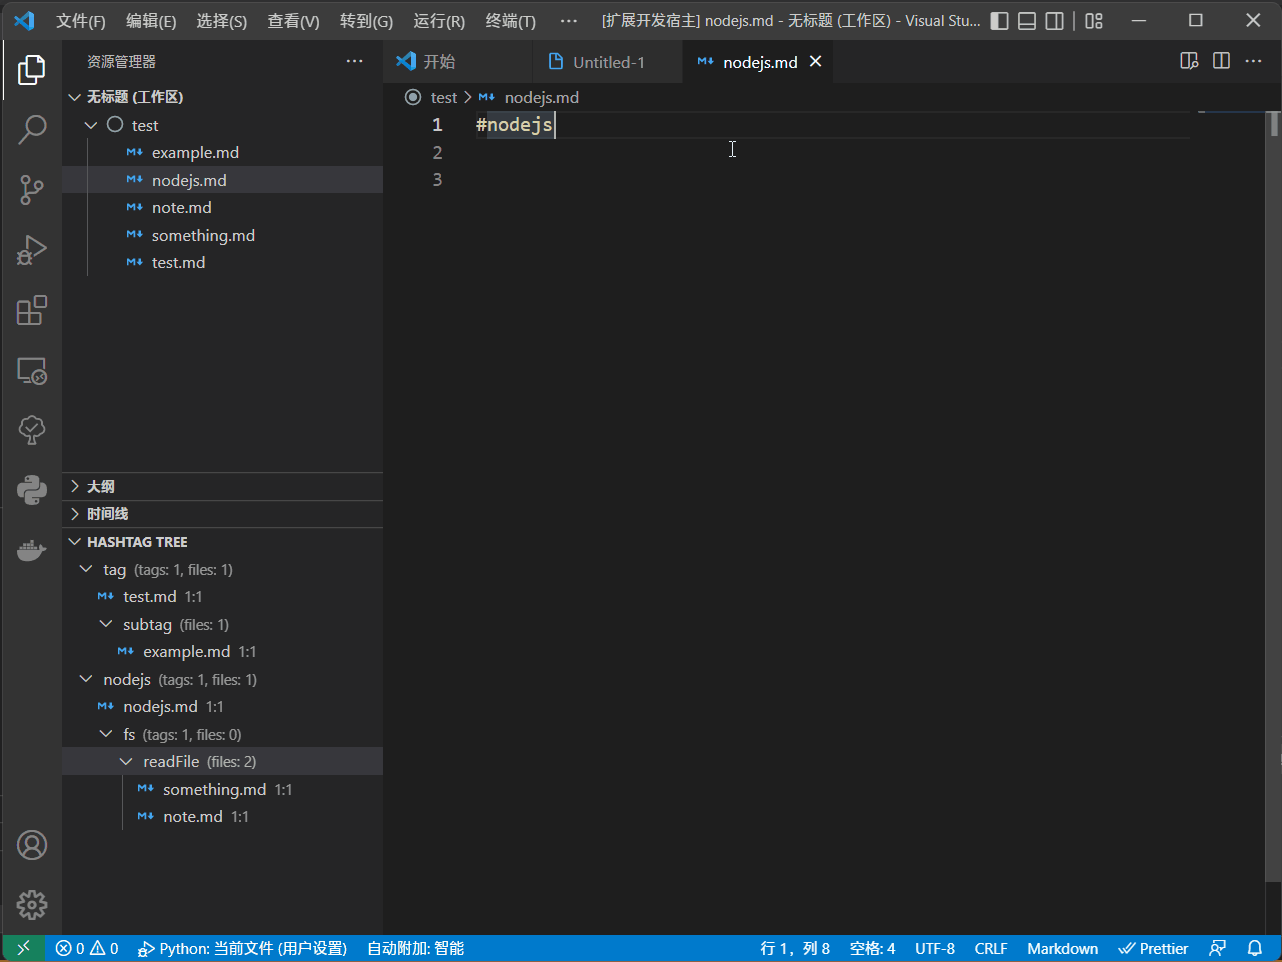 文件(F) 编辑(E) 选择(S) 查看(V) 转到(G) 运行(R) 终端(T) ··· [扩展开发宿主] nodejs.md - 无标题 (工作区) - Visual Stu...
资源管理器 ···
开始 Untitled-1 nodejs.md
无标题 (工作区)
test
example.md
nodejs.md
note.md
something.md
test.md
test > nodejs.md
1 #nodejs
2
3
大纲
时间线
HASHTAG TREE
tag (tags: 1, files: 1)
test.md 1:1
subtag (files: 1)
example.md 1:1
nodejs (tags: 1, files: 1)
nodejs.md 1:1
fs (tags: 1, files: 0)
readFile (files: 2)
something.md 1:1
note.md 1:1
0 0 Python: 当前文件 (用户设置) 自动附加: 智能 行 1，列 8 空格: 4 UTF-8 CRLF Markdown Prettier